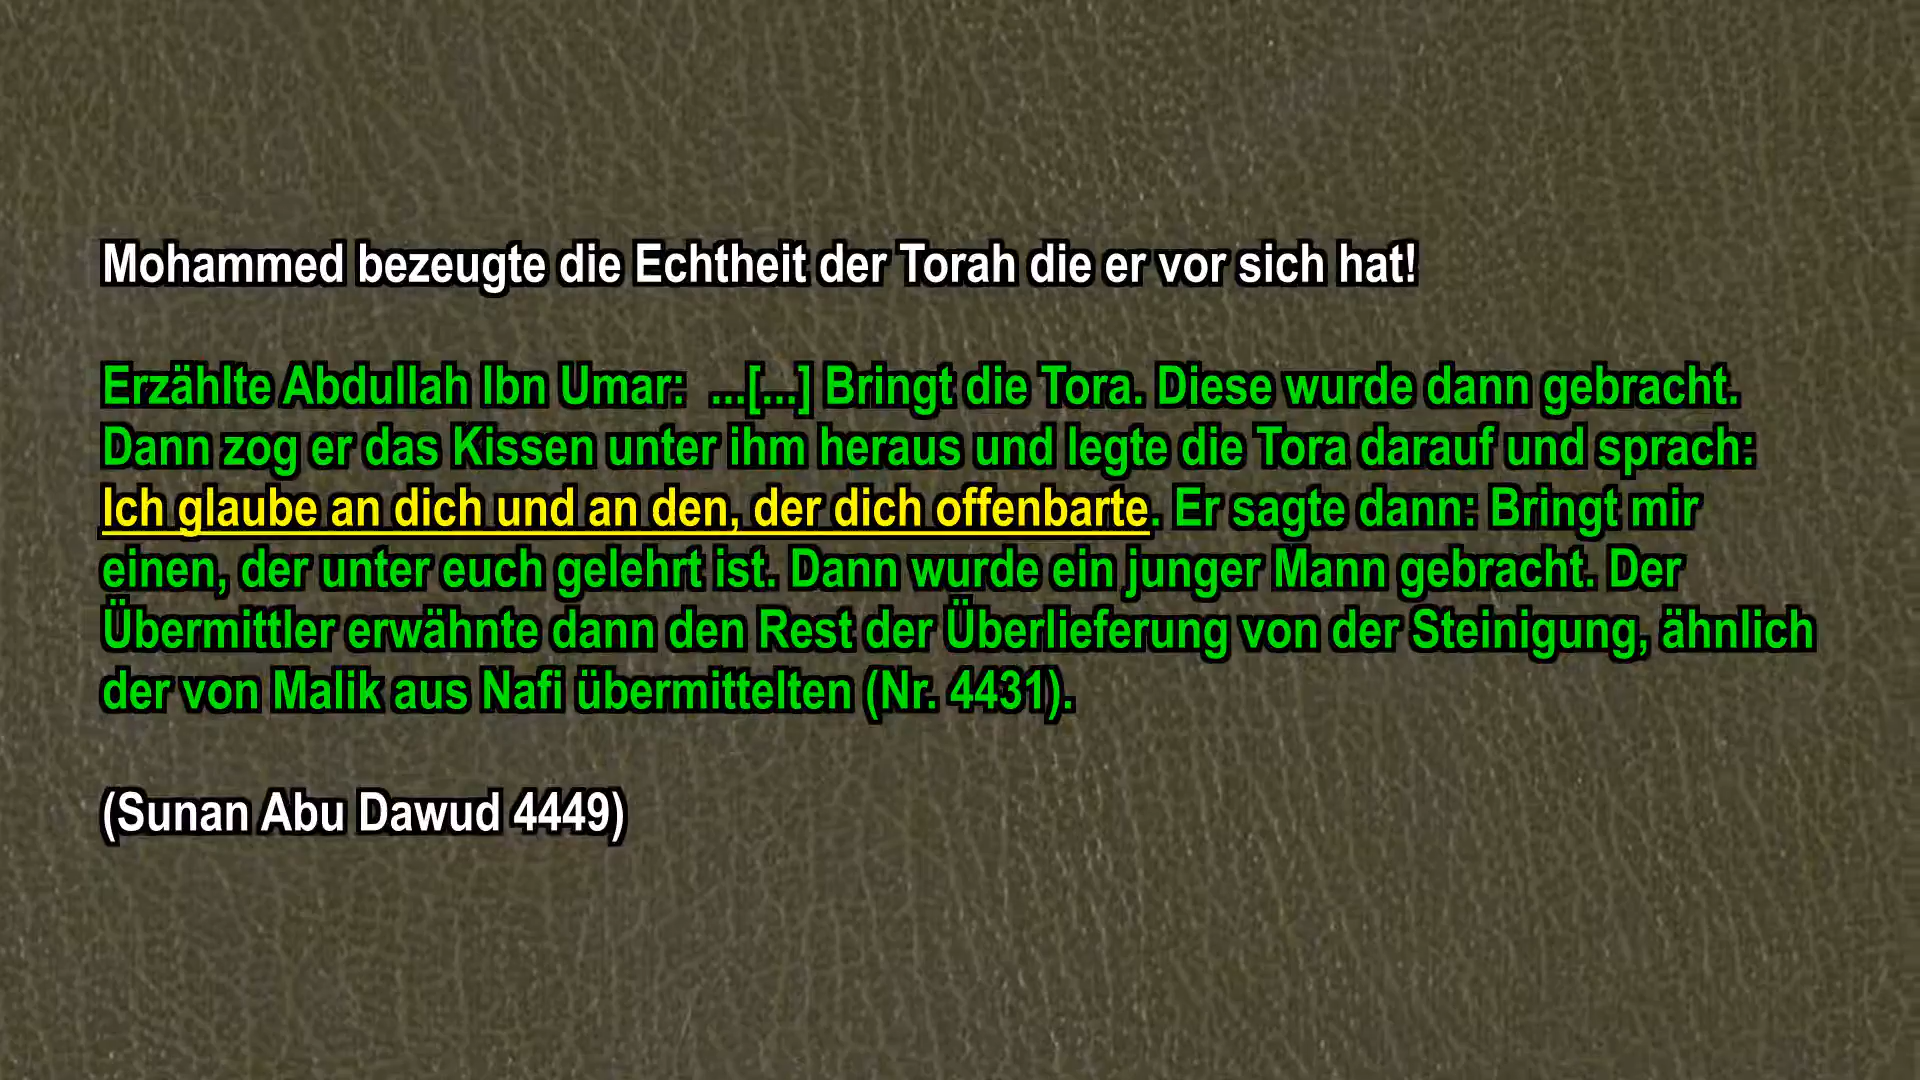 Mohammed bezeugte die Echtheit der Torah die er vor sich hat!
Erzählte Abdullah Ibn Umar:  ...[...] Bringt die Tora. Diese wurde dann gebracht.
Dann zog er das Kissen unter ihm heraus und legte die Tora darauf und sprach:
Ich glaube an dich und an den, der dich offenbarte. Er sagte dann: Bringt mir
einen, der unter euch gelehrt ist. Dann wurde ein junger Mann gebracht. Der
Übermittler erwähnte dann den Rest der Überlieferung von der Steinigung, ähnlich
der von Malik aus Nafi übermittelten (Nr. 4431).
(Sunan Abu Dawud 4449)